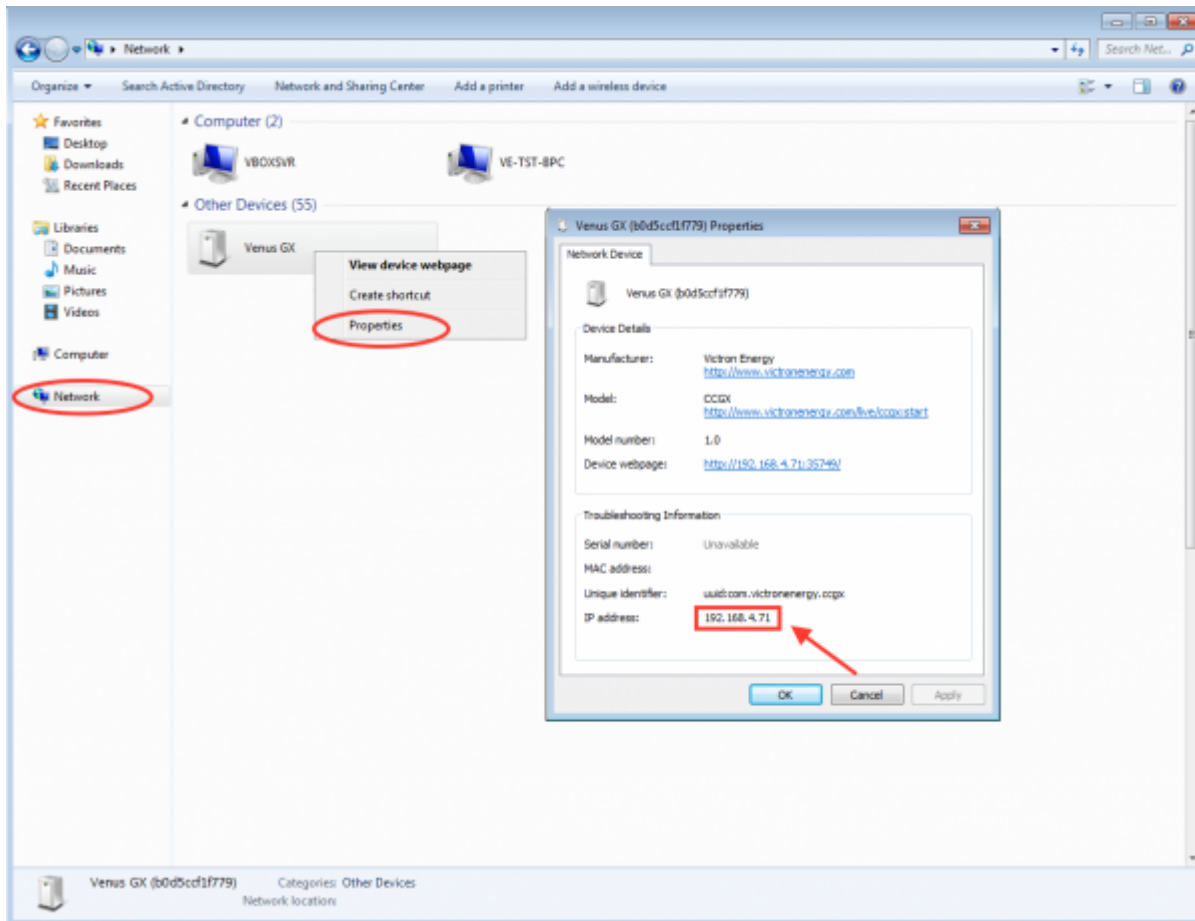 Network
Search Net...
Organize
Search Active Directory
Network and Sharing Center
Add a printer
Add a wireless device
Favorites
Desktop
Downloads
Recent Places
Libraries
Documents
Music
Pictures
Videos
Computer
Network
Computer (2)
VBOXSVR
VE-TST-8PC
Other Devices (55)
Venus GX
View device webpage
Create shortcut
Properties
Venus GX (b0d5ccf1f779) Properties
Network Device
Venus GX (b0d5ccf1f779)
Device Details
Manufacturer: Victron Energy
http://www.victronenergy.com
Model: CCGX
http://www.victronenergy.com/live/ccgx:start
Model number: 1.0
Device webpage: http://192.168.4.71:35749/
Troubleshooting Information
Serial number: Unavailable
MAC address:
Unique identifier: uuid:com.victronenergy.ccgx
IP address: 192.168.4.71
OK
Cancel
Apply
Venus GX (b0d5ccf1f779)
Categories: Other Devices
Network location: